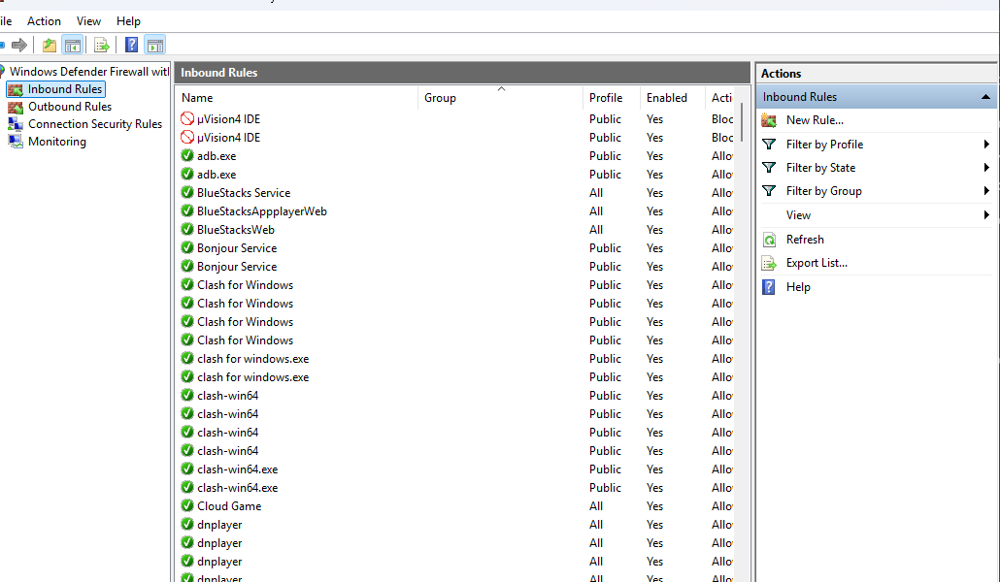 ile Action View Help
Windows Defender Firewall witl
Inbound Rules
Outbound Rules
Connection Security Rules
Monitoring
Inbound Rules
Name Group Profile Enabled Acti
µVision4 IDE Public Yes Bloc
µVision4 IDE Public Yes Bloc
adb.exe Public Yes Allo
adb.exe Public Yes Allo
BlueStacks Service All Yes Allo
BlueStacksAppplayerWeb All Yes Allo
BlueStacksWeb All Yes Allo
Bonjour Service Public Yes Allo
Bonjour Service Public Yes Allo
Clash for Windows Public Yes Allo
Clash for Windows Public Yes Allo
Clash for Windows Public Yes Allo
Clash for Windows Public Yes Allo
clash for windows.exe Public Yes Allo
clash for windows.exe Public Yes Allo
clash-win64 Public Yes Allo
clash-win64 Public Yes Allo
clash-win64 Public Yes Allo
clash-win64 Public Yes Allo
clash-win64.exe Public Yes Allo
clash-win64.exe Public Yes Allo
Cloud Game All Yes Allo
dnplayer All Yes Allo
dnplayer All Yes Allo
dnplayer All Yes Allo
dnplayer All Yes Allo
Actions
Inbound Rules
New Rule...
Filter by Profile
Filter by State
Filter by Group
View
Refresh
Export List...
Help